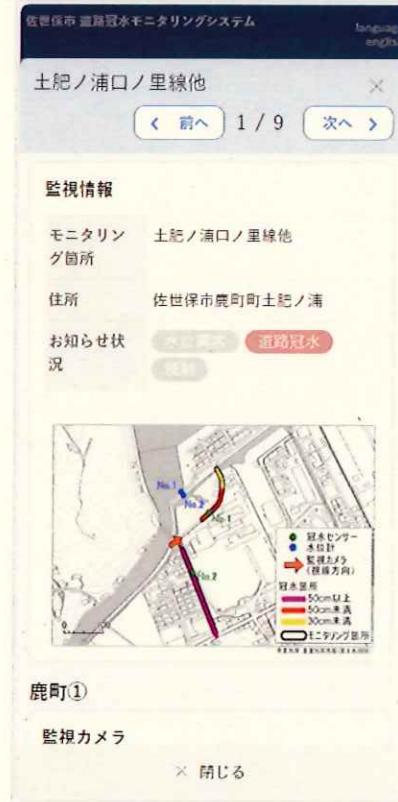 佐世保市 道路冠水モニタリングシステム
土肥ノ浦口ノ里線他
×
< 前へ
1 / 9
次へ >
監視情報
モニタリン
グ箇所
土肥ノ浦口ノ里線他
住所
佐世保市鹿町町土肥ノ浦
お知らせ状
況
道路冠水
No.1
No.2
No.1
No.2
冠水センサー
水位計
監視カメラ
(視線方向)
冠水箇所
50cm以上
50cm未満
30cm未満
モニタリング箇所
鹿町①
監視カメラ
× 閉じる